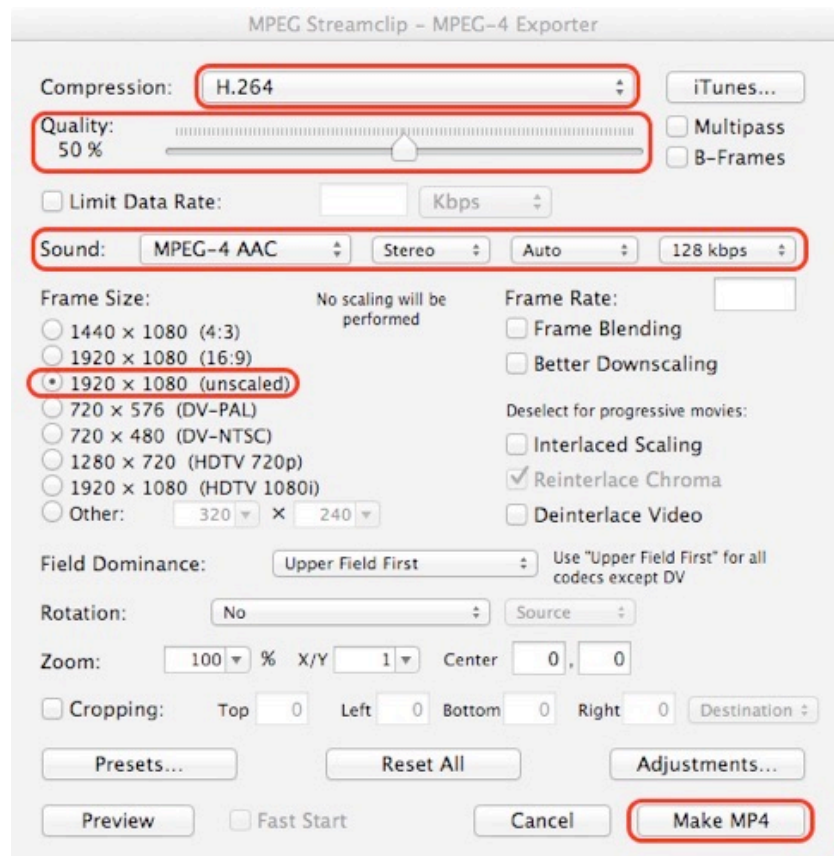 MPEG Streamclip – MPEG-4 Exporter
Compression: H.264 iTunes...
Quality: Multipass
50 % B-Frames
Limit Data Rate: Kbps
Sound: MPEG-4 AAC Stereo Auto 128 kbps
Frame Size: No scaling will be performed Frame Rate:
1440 × 1080 (4:3) Frame Blending
1920 × 1080 (16:9) Better Downscaling
1920 × 1080 (unscaled)
720 × 576 (DV-PAL) Deselect for progressive movies:
720 × 480 (DV-NTSC) Interlaced Scaling
1280 × 720 (HDTV 720p) Reinterlace Chroma
1920 × 1080 (HDTV 1080i)
Other: 320 × 240 Deinterlace Video
Field Dominance: Upper Field First Use "Upper Field First" for all codecs except DV
Rotation: No Source
Zoom: 100 % X/Y 1 Center 0 , 0
Cropping: Top 0 Left 0 Bottom 0 Right 0 Destination
Presets... Reset All Adjustments...
Preview Fast Start Cancel Make MP4